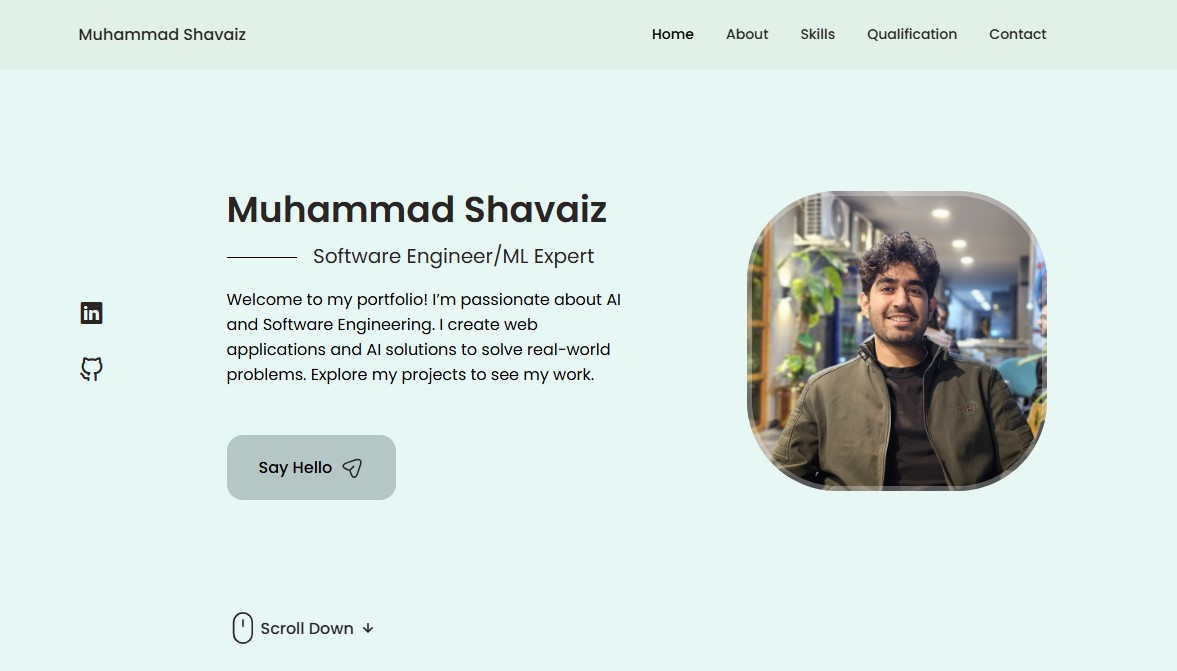 Muhammad Shavaiz
Home
About
Skills
Qualification
Contact
Muhammad Shavaiz
Software Engineer/ML Expert
Welcome to my portfolio! I'm passionate about AI
and Software Engineering. I create web
applications and AI solutions to solve real-world
problems. Explore my projects to see my work.
in
Say Hello
Scroll Down